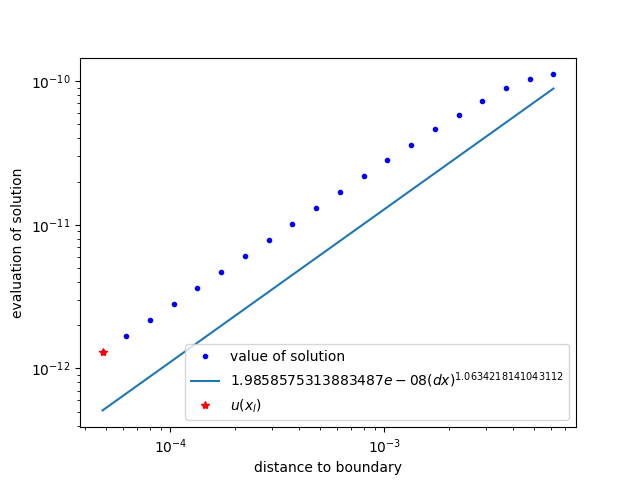 10⁻¹⁰
10⁻¹¹
10⁻¹²
evaluation of solution
value of solution
1.9858575313883487e − 08(dx)¹·⁰⁶³⁴²¹⁸¹⁴¹⁰⁴³¹¹²
u(x_l)
10⁻⁴
10⁻³
distance to boundary